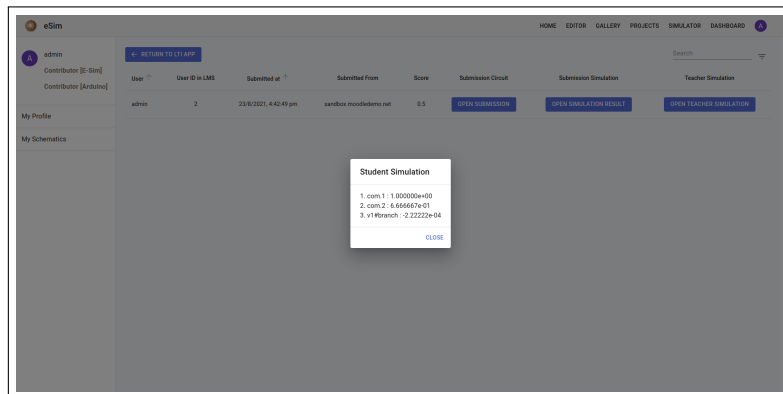 eSim
HOME EDITOR GALLERY PROJECTS SIMULATOR DASHBOARD A
A admin
Contributor [E-Sim]
Contributor [Arduino]
My Profile
My Schematics
← RETURN TO LTI APP
Search
User ↑ User ID in LMS Submitted at ↑ Submitted From Score Submission Circuit Submission Simulation Teacher Simulation
admin 2 23/6/2021, 4:42:49 pm sandbox.moodledemo.net 0.5 OPEN SUBMISSION OPEN SIMULATION RESULT OPEN TEACHER SIMULATION
Student Simulation
1. com.1 : 1.000000e+00
2. com.2 : 6.666667e-01
3. v1#branch : -2.22222e-04
CLOSE